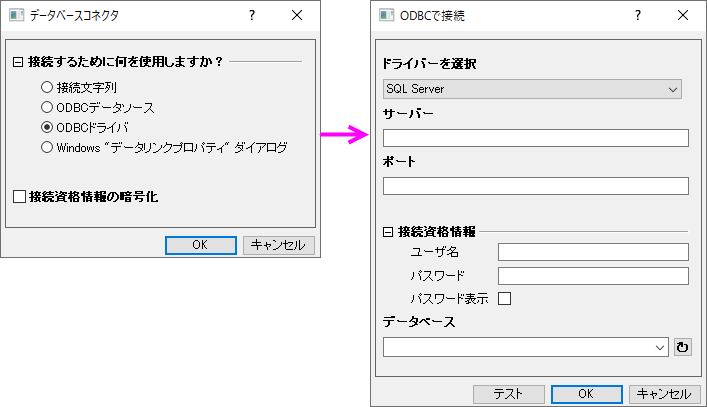 データベースコネクタ
接続するために何を使用しますか？
接続文字列
ODBCデータソース
ODBCドライバ
Windows "データリンクプロパティ" ダイアログ
接続資格情報の暗号化
OK
キャンセル
ODBCで接続
ドライバーを選択
SQL Server
サーバー
ポート
接続資格情報
ユーザ名
パスワード
パスワード表示
データベース
テスト
OK
キャンセル